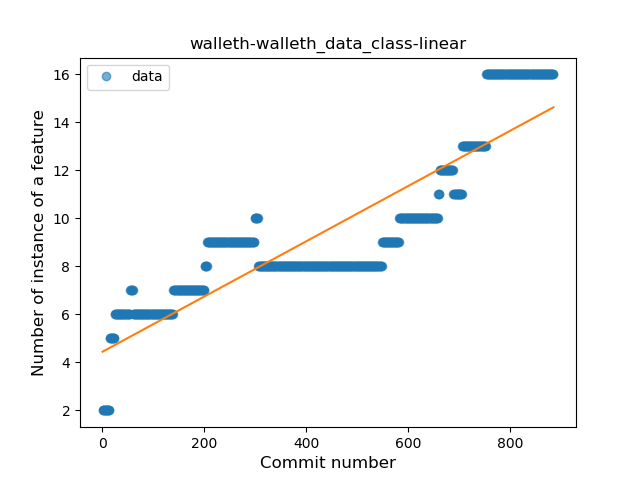 walleth-walleth_data_class-linear
data
Number of instance of a feature
16
14
12
10
8
6
4
2
0 200 400 600 800
Commit number